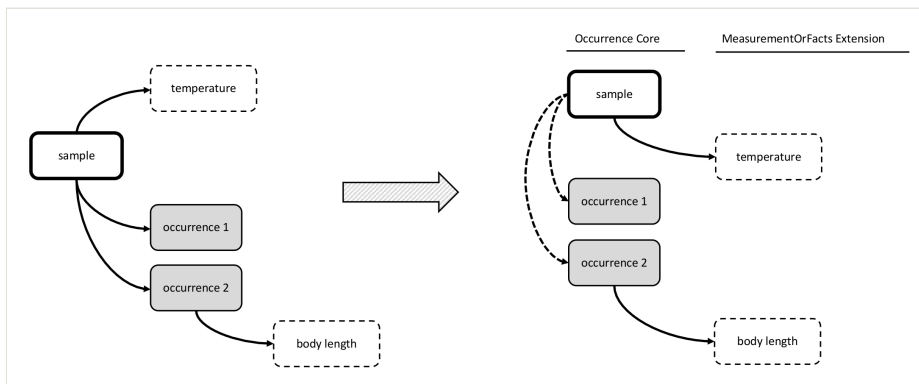 temperature
sample
occurrence 1
occurrence 2
body length
Occurrence Core
MeasurementOrFacts Extension
sample
temperature
occurrence 1
occurrence 2
body length